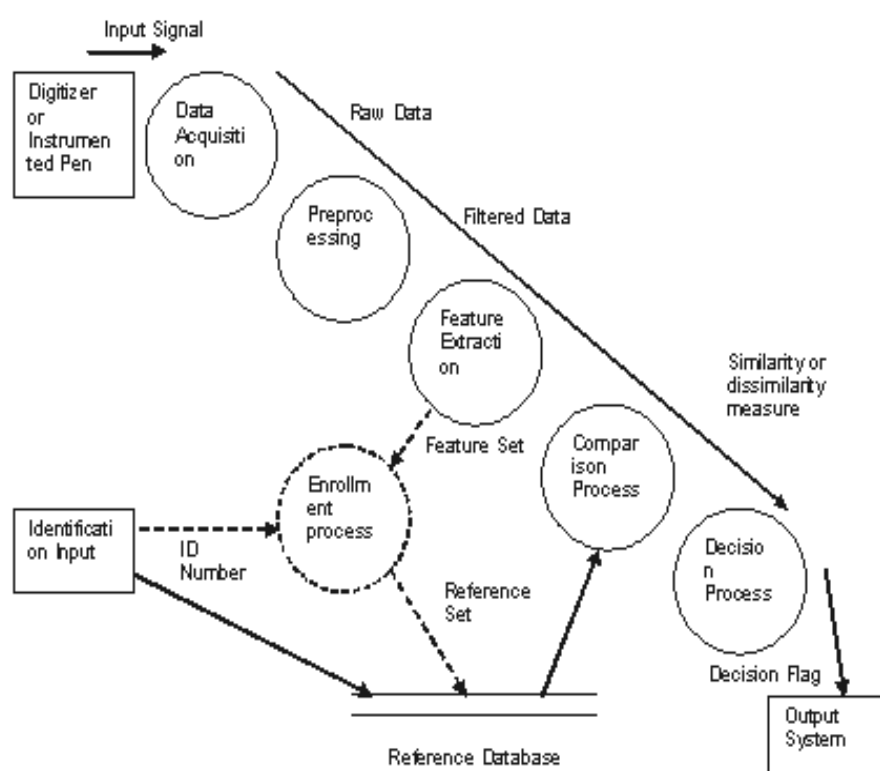 Input Signal
Digitizer
or
Instrumen
ted Pen
Data
Acquisiti
on
Raw Data
Preproc
essing
Filtered Data
Feature
Extracti
on
Similarity or
dissimilarity
measure
Feature Set
Compar
ison
Process
Enrollm
ent
process
Identificati
on Input
ID
Number
Decisio
n
Process
Reference
Set
Decision Flag
Output
System
Reference Database